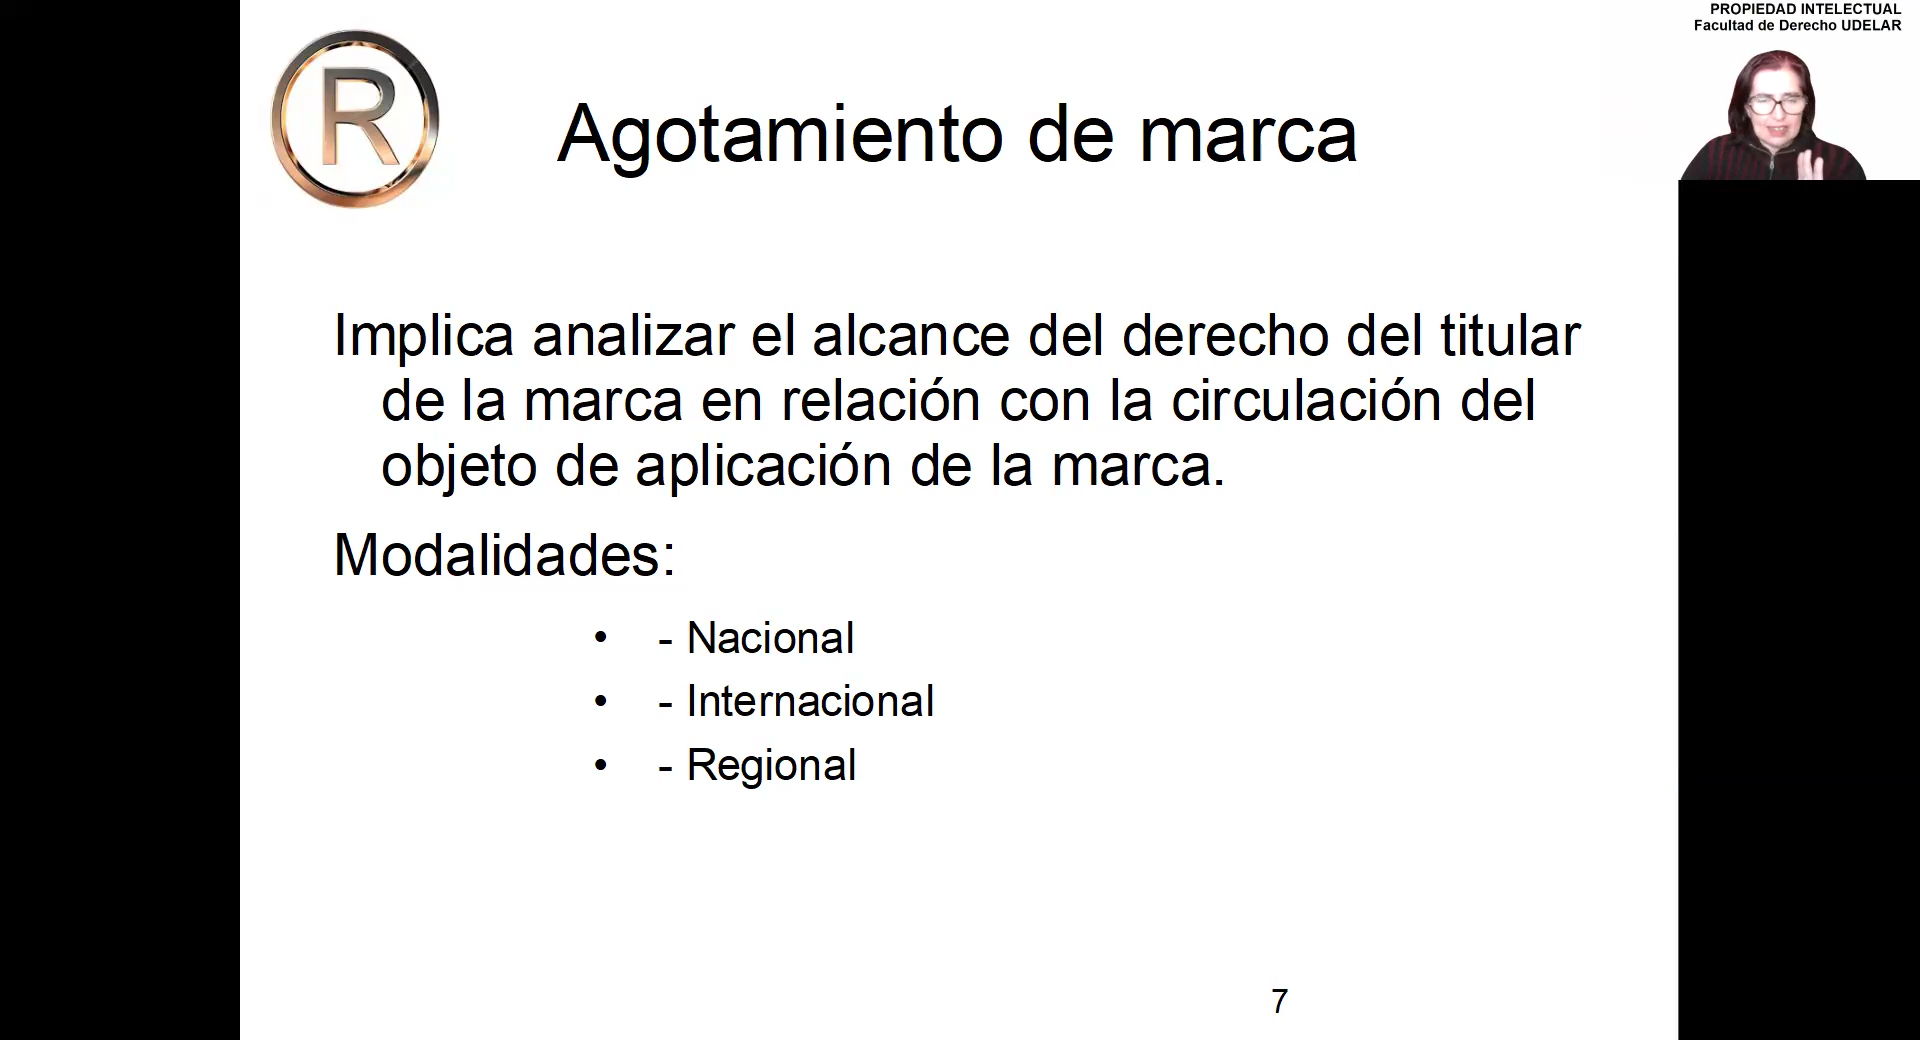 PROPIEDAD INTELECTUAL
Facultad de Derecho UDELAR
R
Agotamiento de marca
Implica analizar el alcance del derecho del titular
de la marca en relación con la circulación del
objeto de aplicación de la marca.
Modalidades:
• - Nacional
• - Internacional
• - Regional
7